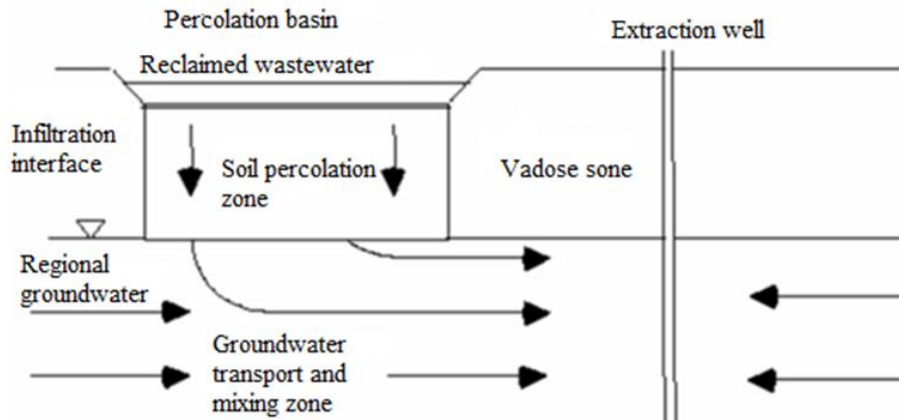 Percolation basin
Extraction well
Reclaimed wastewater
Infiltration
interface
Soil percolation
zone
Vadose sone
Regional
groundwater
Groundwater
transport and
mixing zone